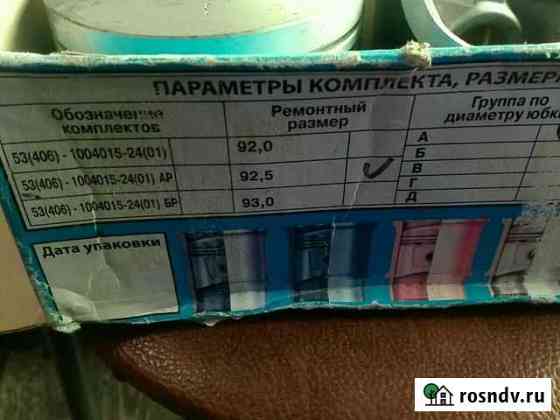 ПАРАМЕТРЫ КОМПЛЕКТА, РАЗМЕР
Обозначение комплектов
Ремонтный размер
Группа по диаметру юбк
53(406) - 1004015-24(01)
92,0
А
Б
53(406) - 1004015-24(01) АР
92,5
В
Г
53(406) - 1004015-24(01) БР
93,0
Д
Дата упаковки
rosndv.ru